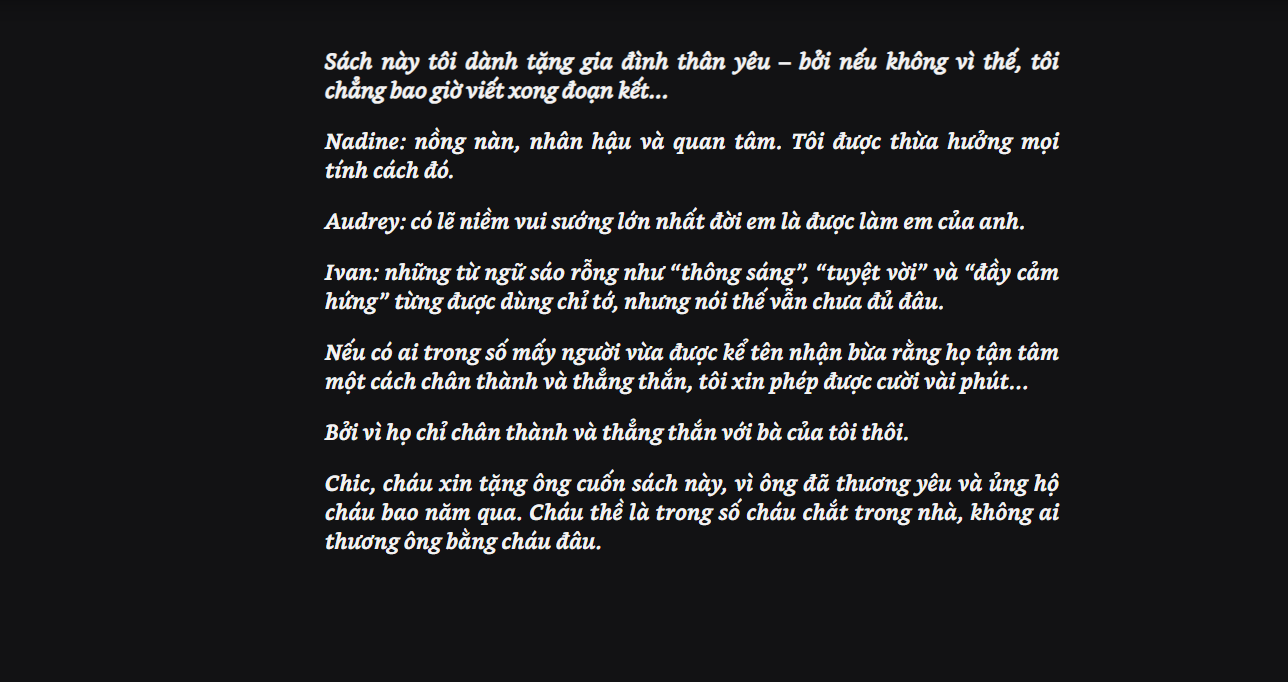 Sách này tôi dành tặng gia đình thân yêu – bởi nếu không vì thế, tôi
chẳng bao giờ viết xong đoạn kết...
Nadine: nồng nàn, nhân hậu và quan tâm. Tôi được thừa hưởng mọi
tính cách đó.
Audrey: có lẽ niềm vui sướng lớn nhất đời em là được làm em của anh.
Ivan: những từ ngữ sáo rỗng như “thông sáng”, “tuyệt vời” và “đầy cảm
hứng” từng được dùng chỉ tớ, nhưng nói thế vẫn chưa đủ đâu.
Nếu có ai trong số mấy người vừa được kể tên nhận bừa rằng họ tận tâm
một cách chân thành và thẳng thắn, tôi xin phép được cười vài phút...
Bởi vì họ chỉ chân thành và thẳng thắn với bà của tôi thôi.
Chic, cháu xin tặng ông cuốn sách này, vì ông đã thương yêu và ủng hộ
cháu bao năm qua. Cháu thề là trong số cháu chắt trong nhà, không ai
thương ông bằng cháu đâu.